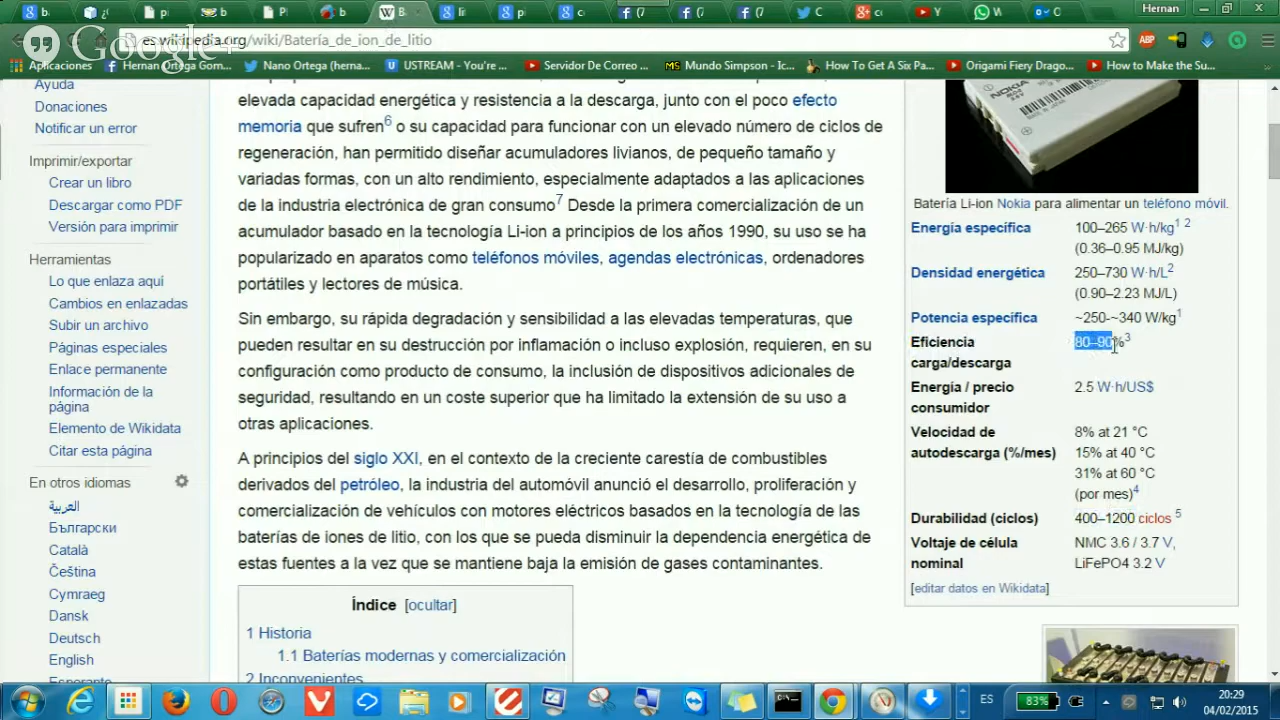 b
¿(
pi
b
Pl
b
B
lit
p
c
(7
(7
(7
C
c
Y
W
O
Hernan
es.wikipedia.org/wiki/Batería_de_ion_de_litio
Google+
ABP
Aplicaciones
Hernan Ortega Gom...
Nano Ortega (herna...
USTREAM - You're ...
Servidor De Correo ...
Mundo Simpson - Ic...
How To Get A Six Pa...
Origami Fiery Drago...
How to Make the Su...
Ayuda
Donaciones
Notificar un error
Imprimir/exportar
Crear un libro
Descargar como PDF
Versión para imprimir
Herramientas
Lo que enlaza aquí
Cambios en enlazadas
Subir un archivo
Páginas especiales
Enlace permanente
Información de la
página
Elemento de Wikidata
Citar esta página
En otros idiomas
العربية
Български
Català
Čeština
Cymraeg
Dansk
Deutsch
English
Esperanto
elevada capacidad energética y resistencia a la descarga, junto con el poco efecto
memoria que sufren6 o su capacidad para funcionar con un elevado número de ciclos de
regeneración, han permitido diseñar acumuladores livianos, de pequeño tamaño y
variadas formas, con un alto rendimiento, especialmente adaptados a las aplicaciones
de la industria electrónica de gran consumo7 Desde la primera comercialización de un
acumulador basado en la tecnología Li-ion a principios de los años 1990, su uso se ha
popularizado en aparatos como teléfonos móviles, agendas electrónicas, ordenadores
portátiles y lectores de música.
Sin embargo, su rápida degradación y sensibilidad a las elevadas temperaturas, que
pueden resultar en su destrucción por inflamación o incluso explosión, requieren, en su
configuración como producto de consumo, la inclusión de dispositivos adicionales de
seguridad, resultando en un coste superior que ha limitado la extensión de su uso a
otras aplicaciones.
A principios del siglo XXI, en el contexto de la creciente carestía de combustibles
derivados del petróleo, la industria del automóvil anunció el desarrollo, proliferación y
comercialización de vehículos con motores eléctricos basados en la tecnología de las
baterías de iones de litio, con los que se pueda disminuir la dependencia energética de
estas fuentes a la vez que se mantiene baja la emisión de gases contaminantes.
Índice [ocultar]
1 Historia
1.1 Baterías modernas y comercialización
2 Inconvenientes
NOKIA
Batería Li-ion Nokia para alimentar un teléfono móvil.
Energía específica 100–265 W·h/kg1 2
(0.36–0.95 MJ/kg)
Densidad energética 250–730 W·h/L2
(0.90–2.23 MJ/L)
Potencia específica ~250-~340 W/kg1
Eficiencia 80–90%3
carga/descarga
Energía / precio 2.5 W·h/US$
consumidor
Velocidad de 8% at 21 °C
autodescarga (%/mes) 15% at 40 °C
31% at 60 °C
(por mes)4
Durabilidad (ciclos) 400–1200 ciclos 5
Voltaje de célula NMC 3.6 / 3.7 V,
nominal LiFePO4 3.2 V
[editar datos en Wikidata]
ES
83%
20:29
04/02/2015